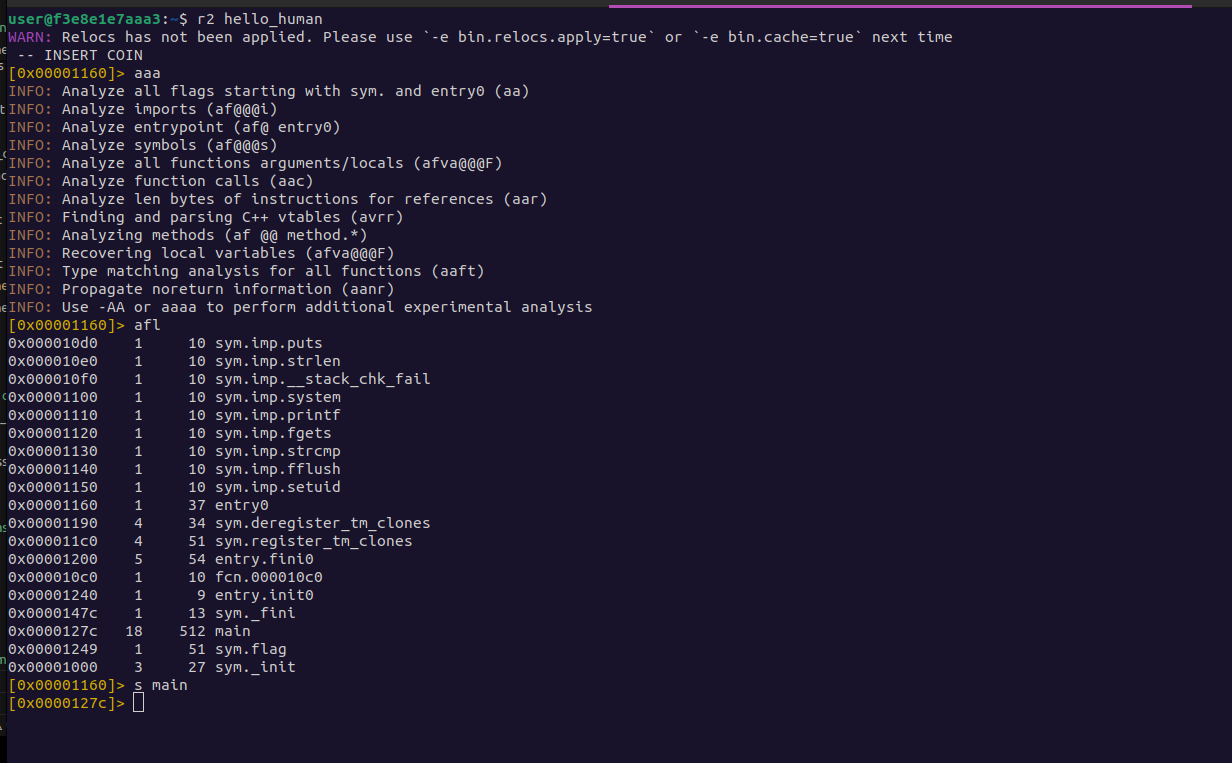 user@f3e8e1e7aaa3:~$ r2 hello_human
WARN: Relocs has not been applied. Please use `-e bin.relocs.apply=true` or `-e bin.cache=true` next time
 -- INSERT COIN
[0x00001160]> aaa
INFO: Analyze all flags starting with sym. and entry0 (aa)
INFO: Analyze imports (af@@@i)
INFO: Analyze entrypoint (af@ entry0)
INFO: Analyze symbols (af@@@s)
INFO: Analyze all functions arguments/locals (afva@@@F)
INFO: Analyze function calls (aac)
INFO: Analyze len bytes of instructions for references (aar)
INFO: Finding and parsing C++ vtables (avrr)
INFO: Analyzing methods (af @@ method.*)
INFO: Recovering local variables (afva@@@F)
INFO: Type matching analysis for all functions (aaft)
INFO: Propagate noreturn information (aanr)
INFO: Use -AA or aaaa to perform additional experimental analysis
[0x00001160]> afl
0x000010d0    1     10 sym.imp.puts
0x000010e0    1     10 sym.imp.strlen
0x000010f0    1     10 sym.imp.__stack_chk_fail
0x00001100    1     10 sym.imp.system
0x00001110    1     10 sym.imp.printf
0x00001120    1     10 sym.imp.fgets
0x00001130    1     10 sym.imp.strcmp
0x00001140    1     10 sym.imp.fflush
0x00001150    1     10 sym.imp.setuid
0x00001160    1     37 entry0
0x00001190    4     34 sym.deregister_tm_clones
0x000011c0    4     51 sym.register_tm_clones
0x00001200    5     54 entry.fini0
0x000010c0    1     10 fcn.000010c0
0x00001240    1      9 entry.init0
0x0000147c    1     13 sym._fini
0x0000127c   18    512 main
0x00001249    1     51 sym.flag
0x00001000    3     27 sym._init
[0x00001160]> s main
[0x0000127c]>